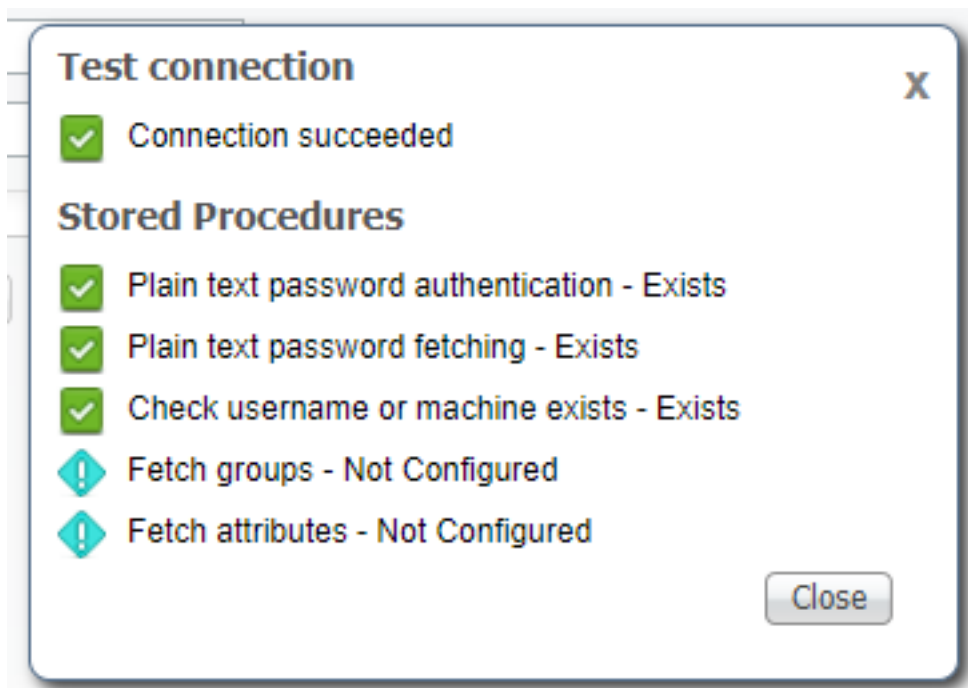 Test connection
X
Connection succeeded
Stored Procedures
Plain text password authentication - Exists
Plain text password fetching - Exists
Check username or machine exists - Exists
Fetch groups - Not Configured
Fetch attributes - Not Configured
Close